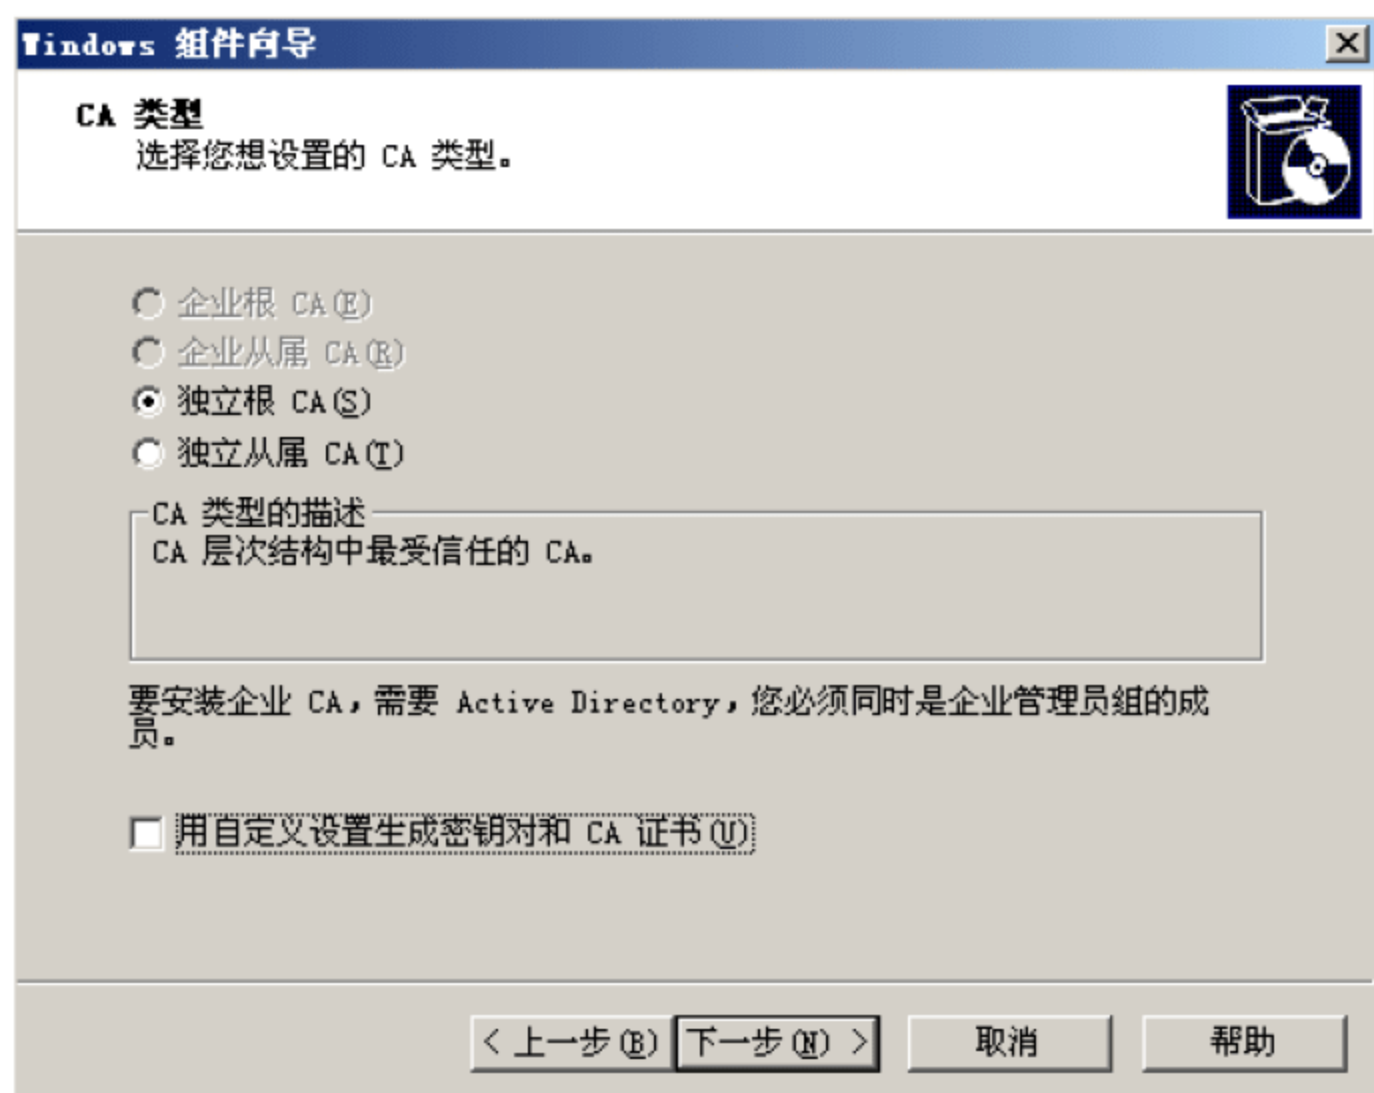 Windows 组件向导
CA 类型
选择您想设置的 CA 类型。
企业根 CA(E)
企业从属 CA(R)
独立根 CA(S)
独立从属 CA(T)
CA 类型的描述
CA 层次结构中最受信任的 CA。
要安装企业 CA，需要 Active Directory，您必须同时是企业管理员组的成
员。
用自定义设置生成密钥对和 CA 证书(U)
< 上一步(B) 下一步(N) > 取消 帮助